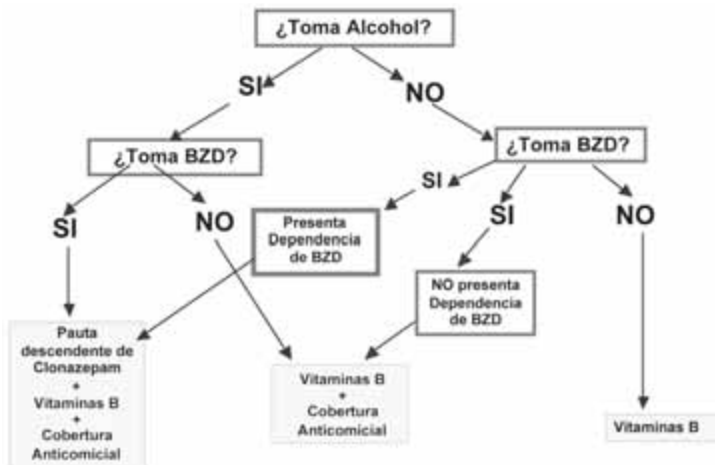 ¿Toma Alcohol?
SI
NO
¿Toma BZD?
¿Toma BZD?
SI
SI
NO
SI
NO
Presenta
Dependencia
de BZD
NO presenta
Dependencia
de BZD
Pauta
descendente de
Clonazepam
+
Vitaminas B
+
Cobertura
Anticomicial
Vitaminas B
+
Cobertura
Anticomicial
Vitaminas B